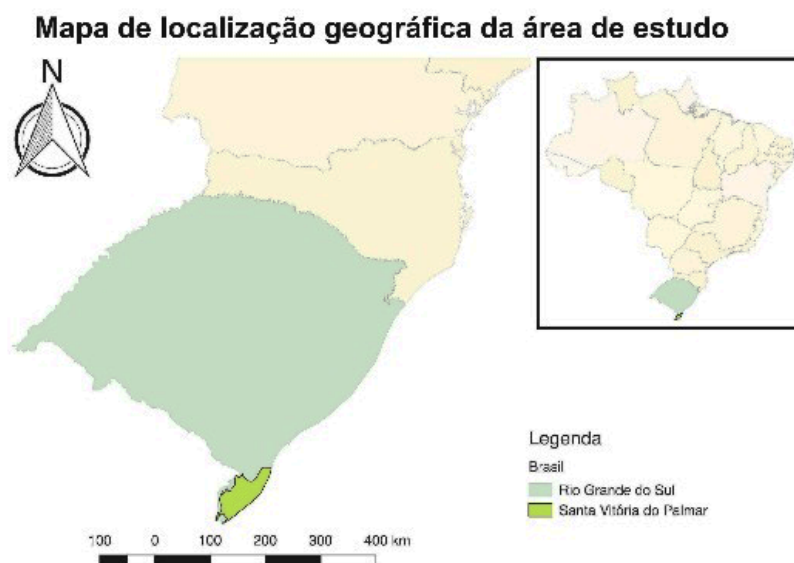 Mapa de localização geográfica da área de estudo
N
Legenda
Brasil
Rio Grande do Sul
Santa Vitória do Palmar
100 0 100 200 300 400 km